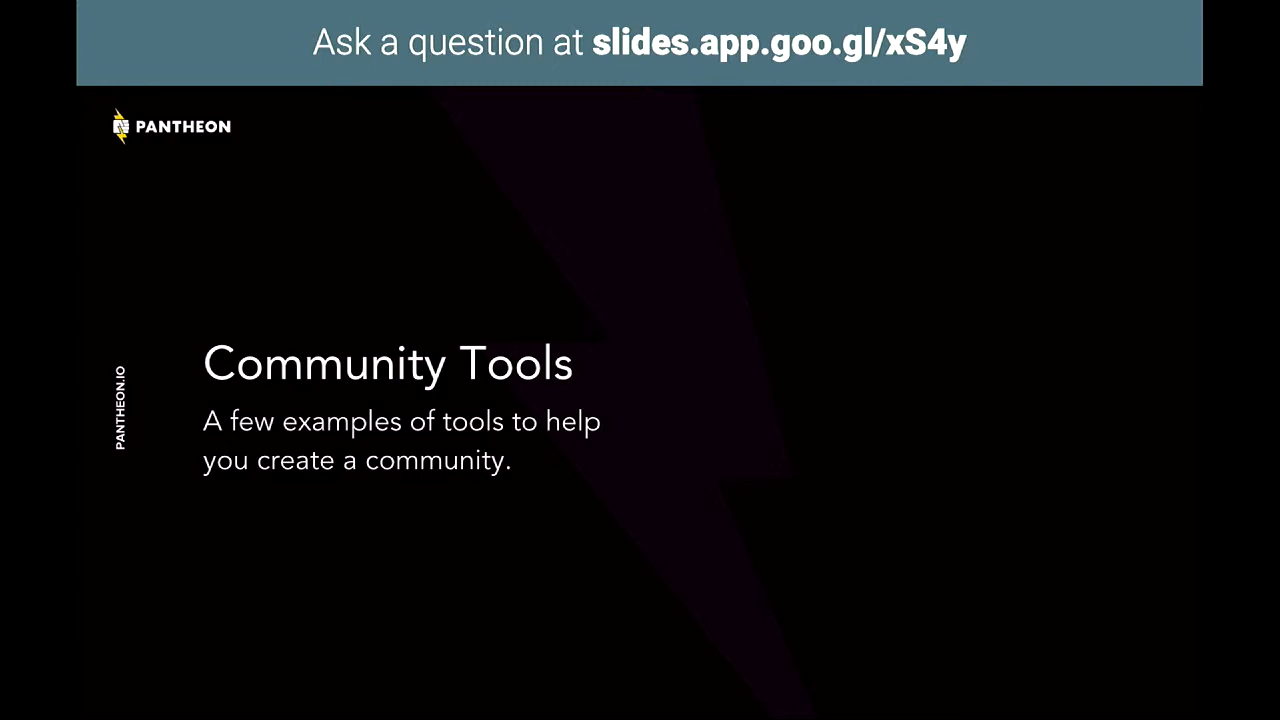 Ask a question at slides.app.goo.gl/xS4y
PANTHEON
PANTHEON.IO
Community Tools
A few examples of tools to help
you create a community.